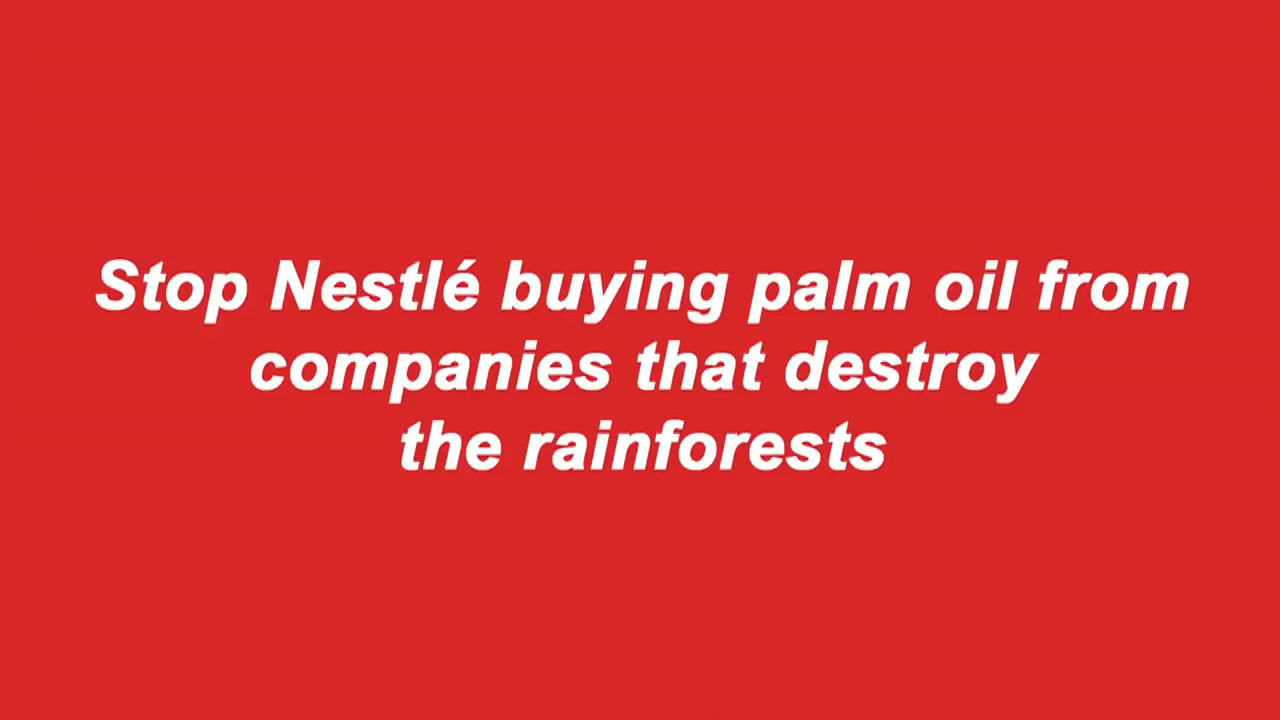 Stop Nestlé buying palm oil from
companies that destroy
the rainforests